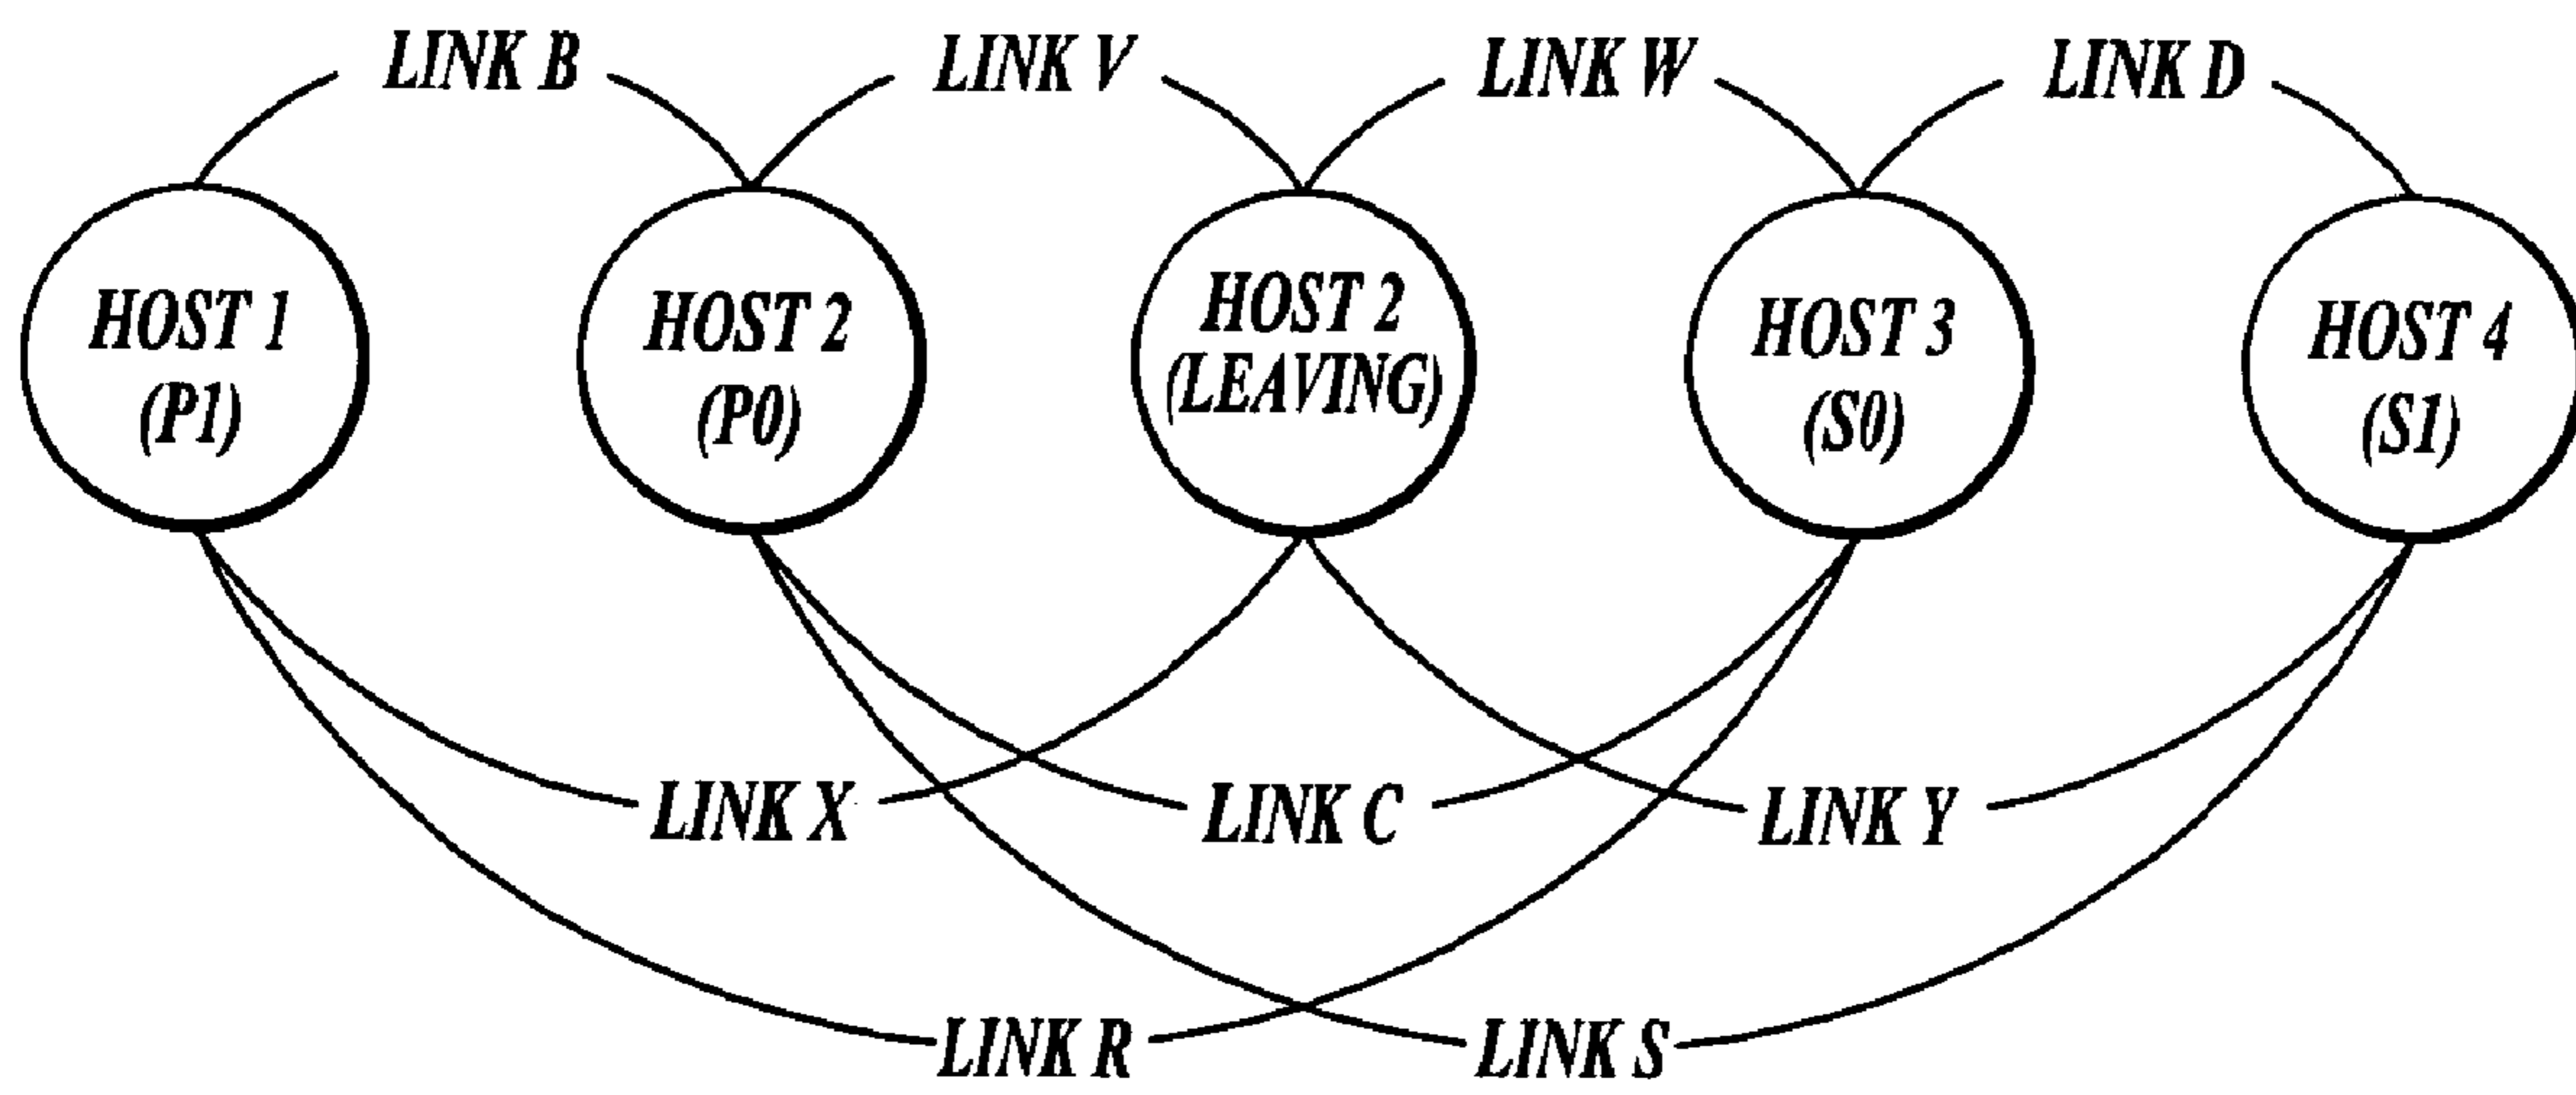 LINK B
LINK V
LINK W
LINK D
HOST 1
(P1)
HOST 2
(P0)
HOST 2
(LEAVING)
HOST 3
(S0)
HOST 4
(S1)
LINK X
LINK C
LINK Y
LINK R
LINK S